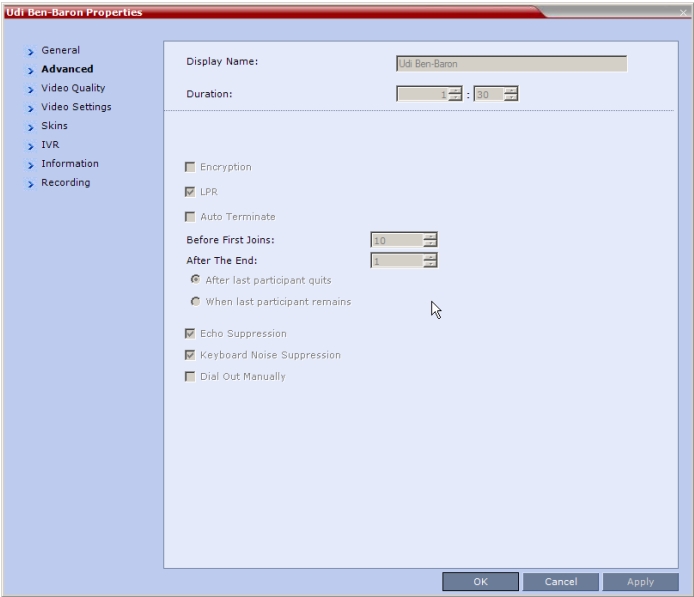 Udi Ben-Baron Properties
General
Advanced
Video Quality
Video Settings
Skins
IVR
Information
Recording
Display Name: Udi Ben-Baron
Duration: 1 : 30
Encryption
LPR
Auto Terminate
Before First Joins: 10
After The End: 1
After last participant quits
When last participant remains
Echo Suppression
Keyboard Noise Suppression
Dial Out Manually
OK Cancel Apply